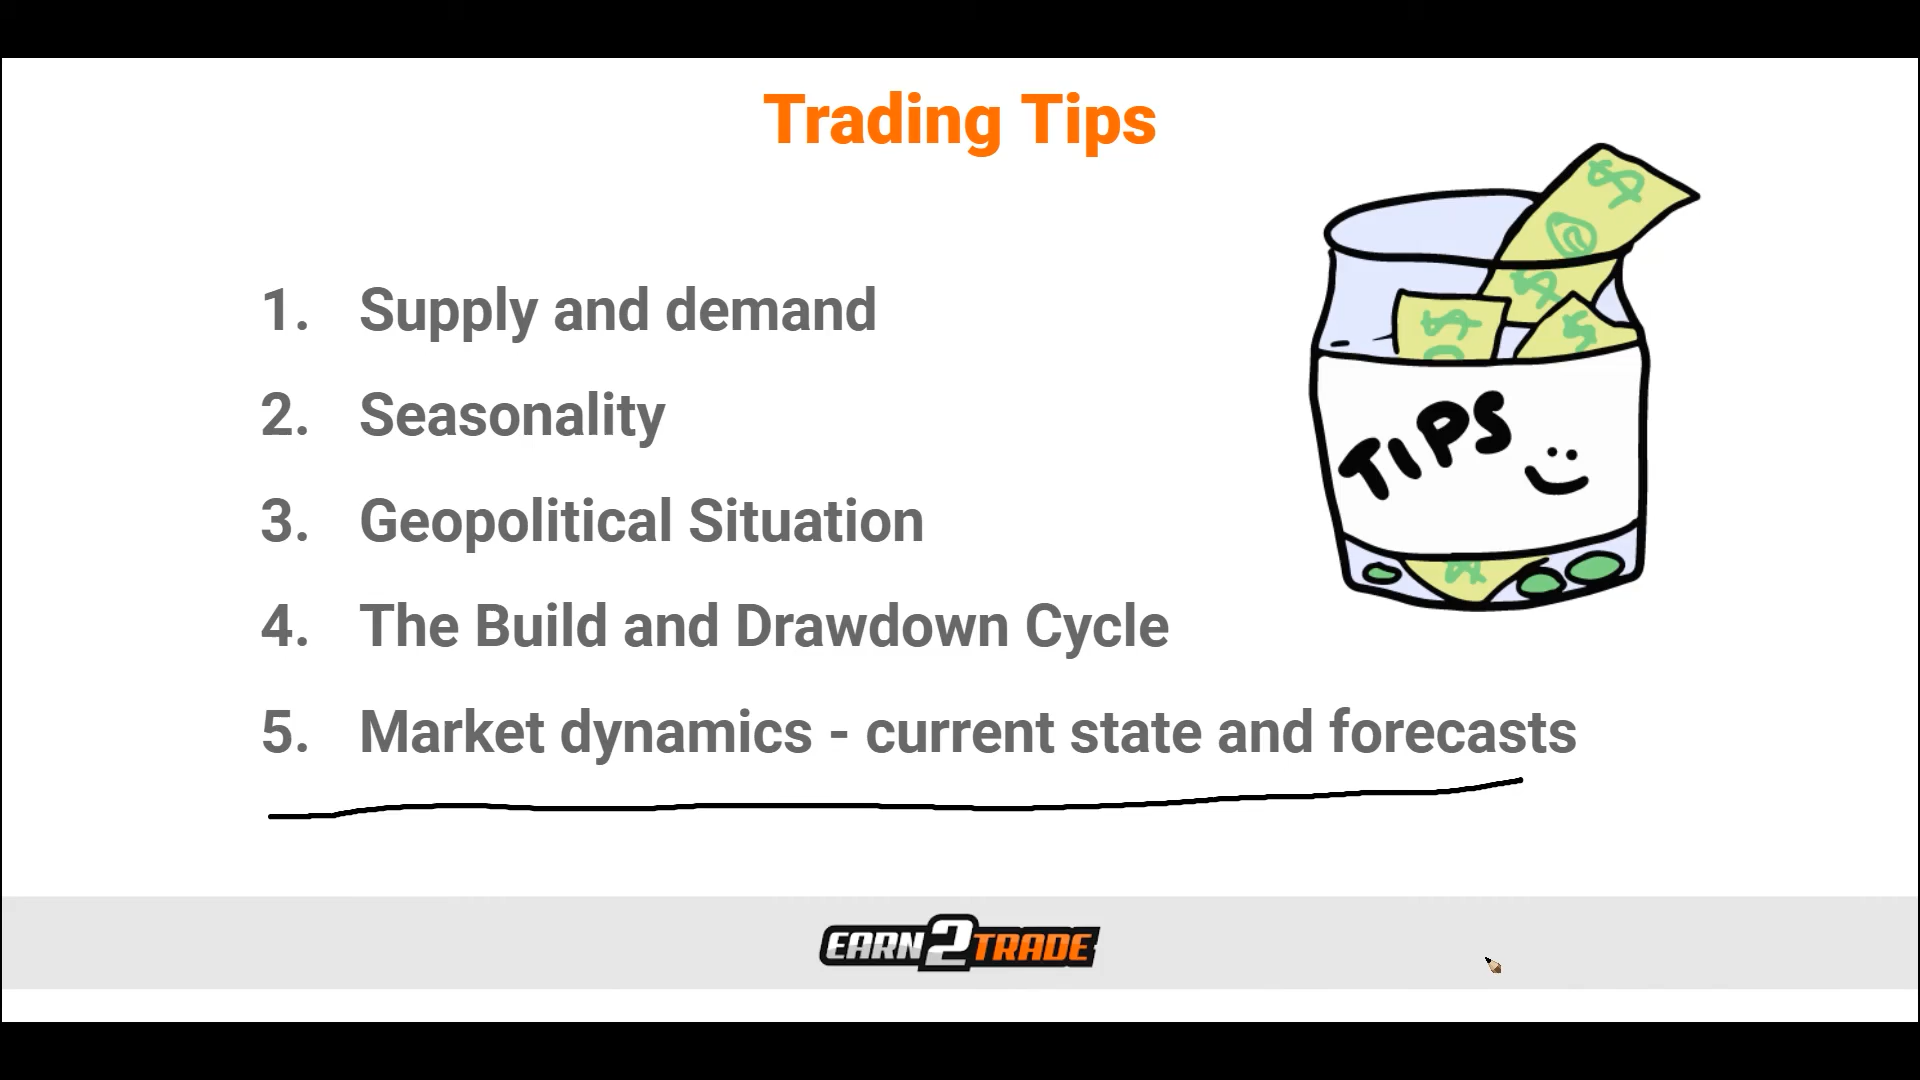 Trading Tips
1. Supply and demand
2. Seasonality
3. Geopolitical Situation
4. The Build and Drawdown Cycle
5. Market dynamics - current state and forecasts
TIPS
EARN2TRADE